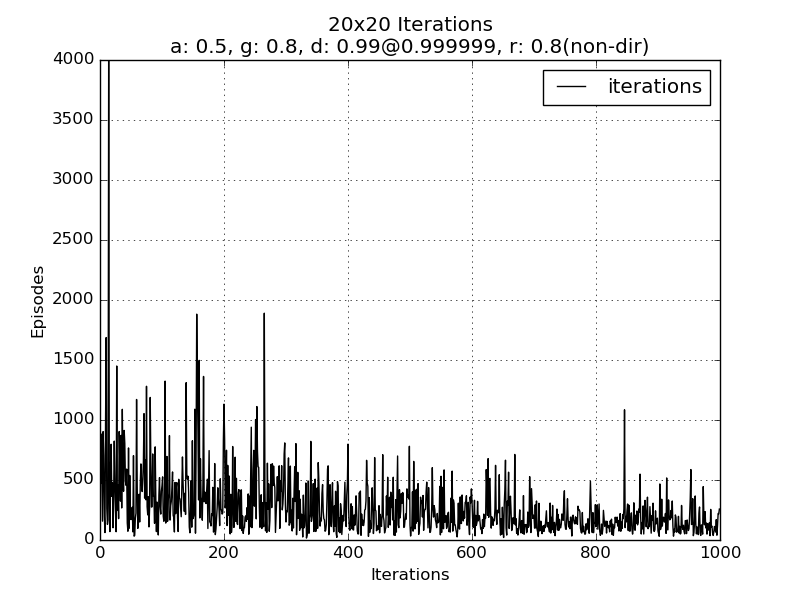 20x20 Iterations
a: 0.5, g: 0.8, d: 0.99@0.999999, r: 0.8(non-dir)
iterations
4000
3500
3000
2500
2000
1500
1000
500
0
Episodes
0 200 400 600 800 1000
Iterations